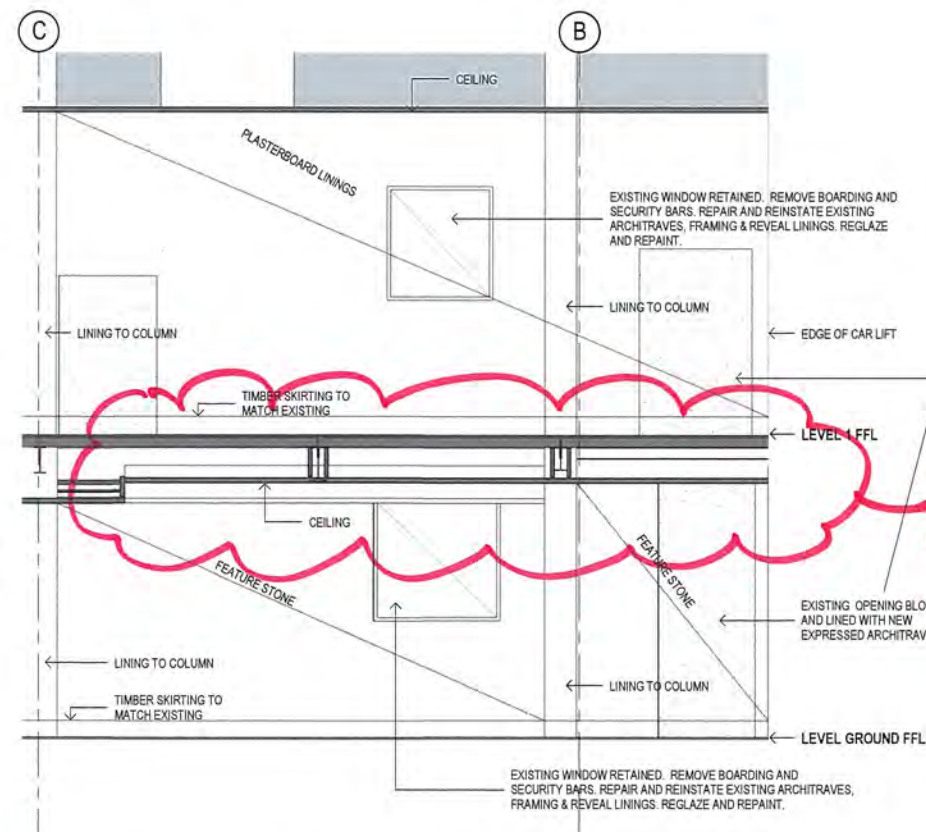 C
B
CEILING
PLASTERBOARD LININGS
EXISTING WINDOW RETAINED. REMOVE BOARDING AND
SECURITY BARS. REPAIR AND REINSTATE EXISTING
ARCHITRAVES, FRAMING & REVEAL LININGS. REGLAZE
AND REPAINT.
LINING TO COLUMN
LINING TO COLUMN
EDGE OF CAR LIFT
TIMBER SKIRTING TO
MATCH EXISTING
LEVEL 1 FFL
CEILING
FEATURE STONE
FEATURE STONE
EXISTING OPENING BLO
AND LINED WITH NEW
EXPRESSED ARCHITRAV
LINING TO COLUMN
LINING TO COLUMN
TIMBER SKIRTING TO
MATCH EXISTING
LEVEL GROUND FFL
EXISTING WINDOW RETAINED. REMOVE BOARDING AND
SECURITY BARS. REPAIR AND REINSTATE EXISTING ARCHITRAVES,
FRAMING & REVEAL LININGS. REGLAZE AND REPAINT.